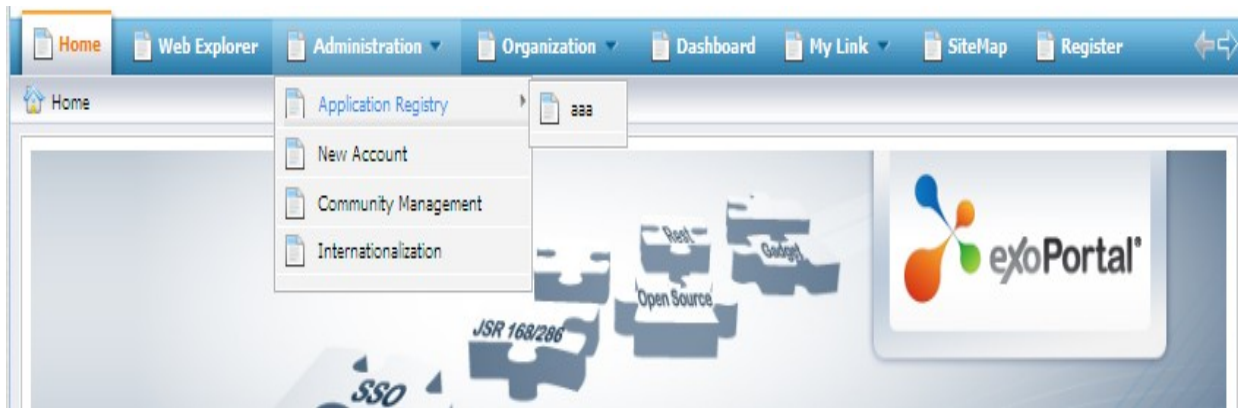 Home Web Explorer Administration Organization Dashboard My Link SiteMap Register
Home
Application Registry
aaa
New Account
Community Management
Internationalization
Rest
Gadget
Open Source
JSR 168/286
SSO
eXoPortal